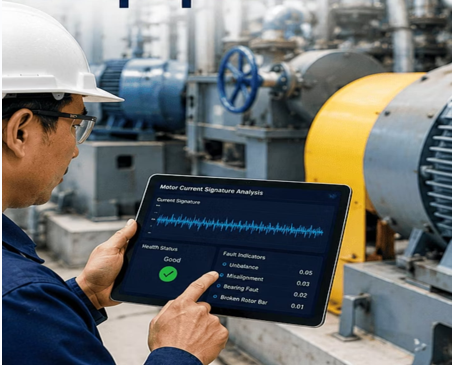 Motor Current Signature Analysis
Current Signature
Health Status
Good
Fault Indicators
Unbalance 0.05
Misalignment 0.03
Bearing Fault 0.02
Broken Rotor Bar 0.01